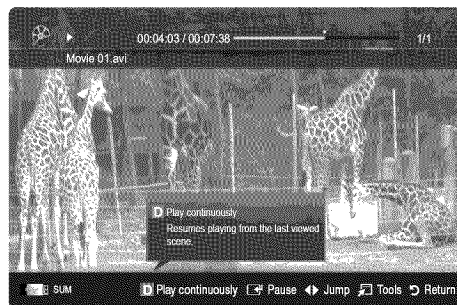 00:04:03 / 00:07:38
1/1
Movie 01.avi
D Play continuously
Resumes playing from the last viewed
scene.
SUM
D Play continuously
Pause
Jump
Tools
Return